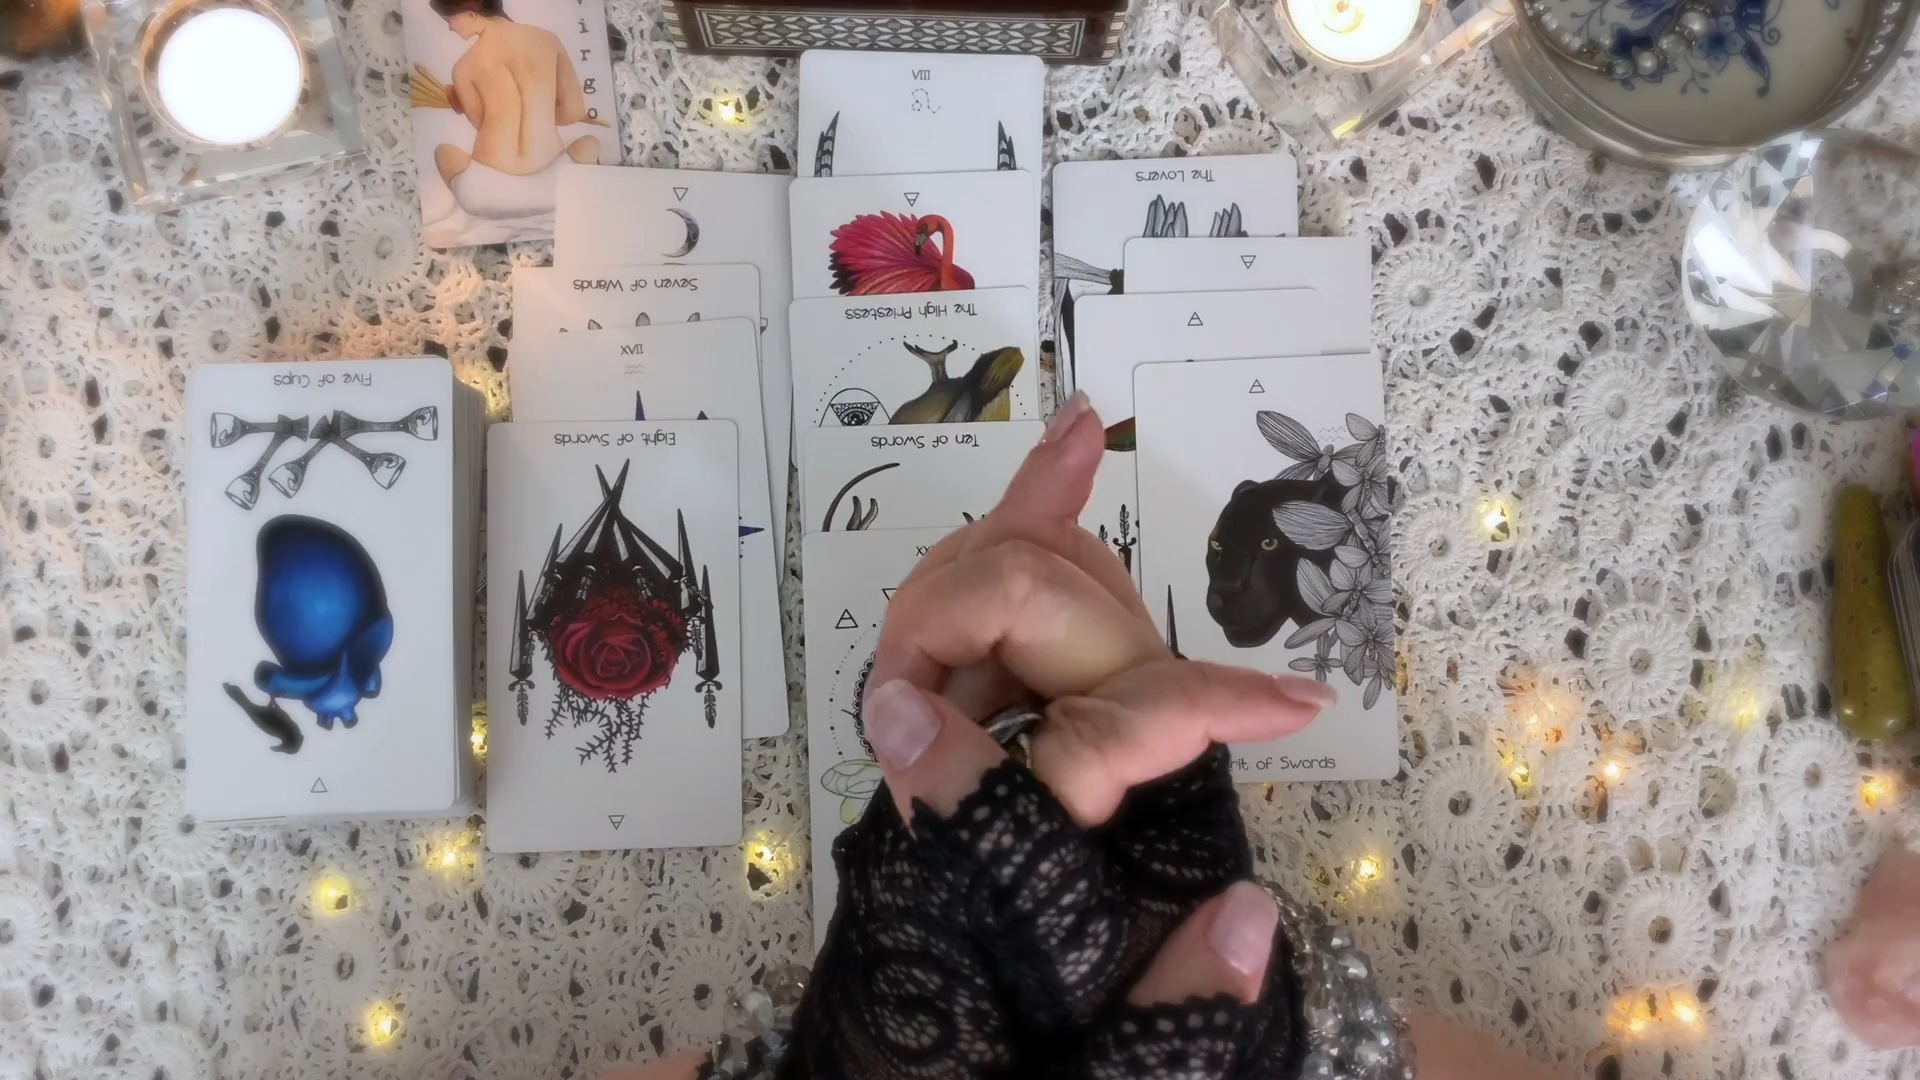 Virgo
VIII
The Lovers
Seven of Wands
The High Priestess
XVII
Five of Cups
Eight of Swords
Ten of Swords
XX
of Swords